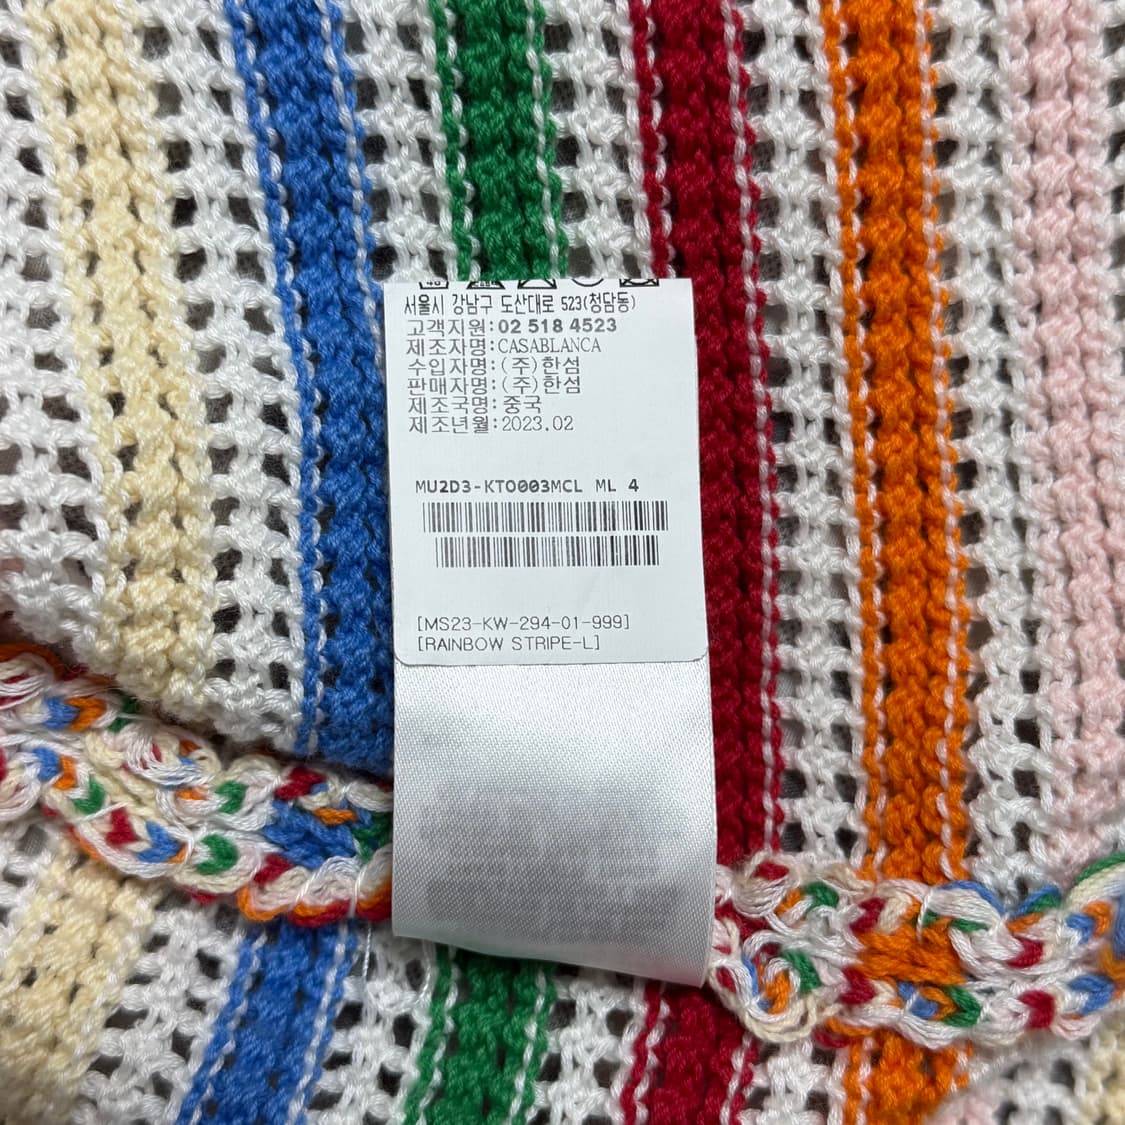 서울시 강남구 도산대로 523(청담동)
고객지원:02 518 4523
제조자명:CASABLANCA
수입자명:(주)한섬
판매자명:(주)한섬
제조국명:중국
제조년월:2023.02
MU2D3-KTO003MCL ML 4
[MS23-KW-294-01-999]
[RAINBOW STRIPE-L]